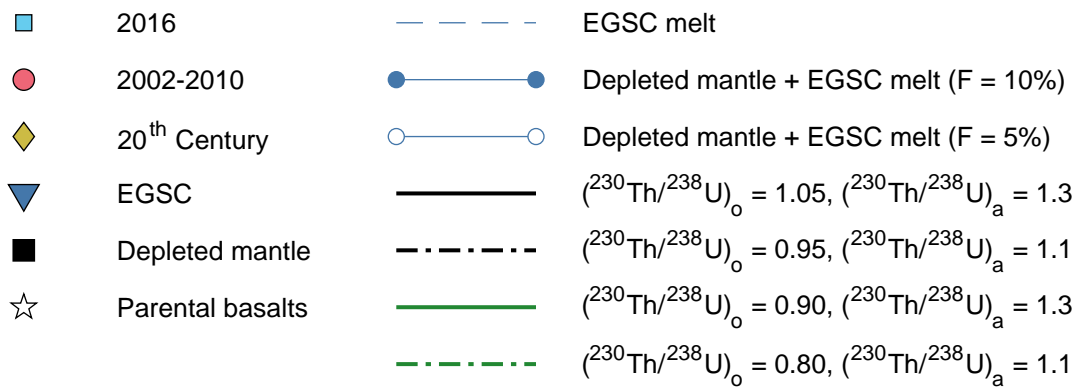 2016 EGSC melt
2002-2010 Depleted mantle + EGSC melt (F = 10%)
20th Century Depleted mantle + EGSC melt (F = 5%)
EGSC (230Th/238U)o = 1.05, (230Th/238U)a = 1.3
Depleted mantle (230Th/238U)o = 0.95, (230Th/238U)a = 1.1
Parental basalts (230Th/238U)o = 0.90, (230Th/238U)a = 1.3
(230Th/238U)o = 0.80, (230Th/238U)a = 1.1